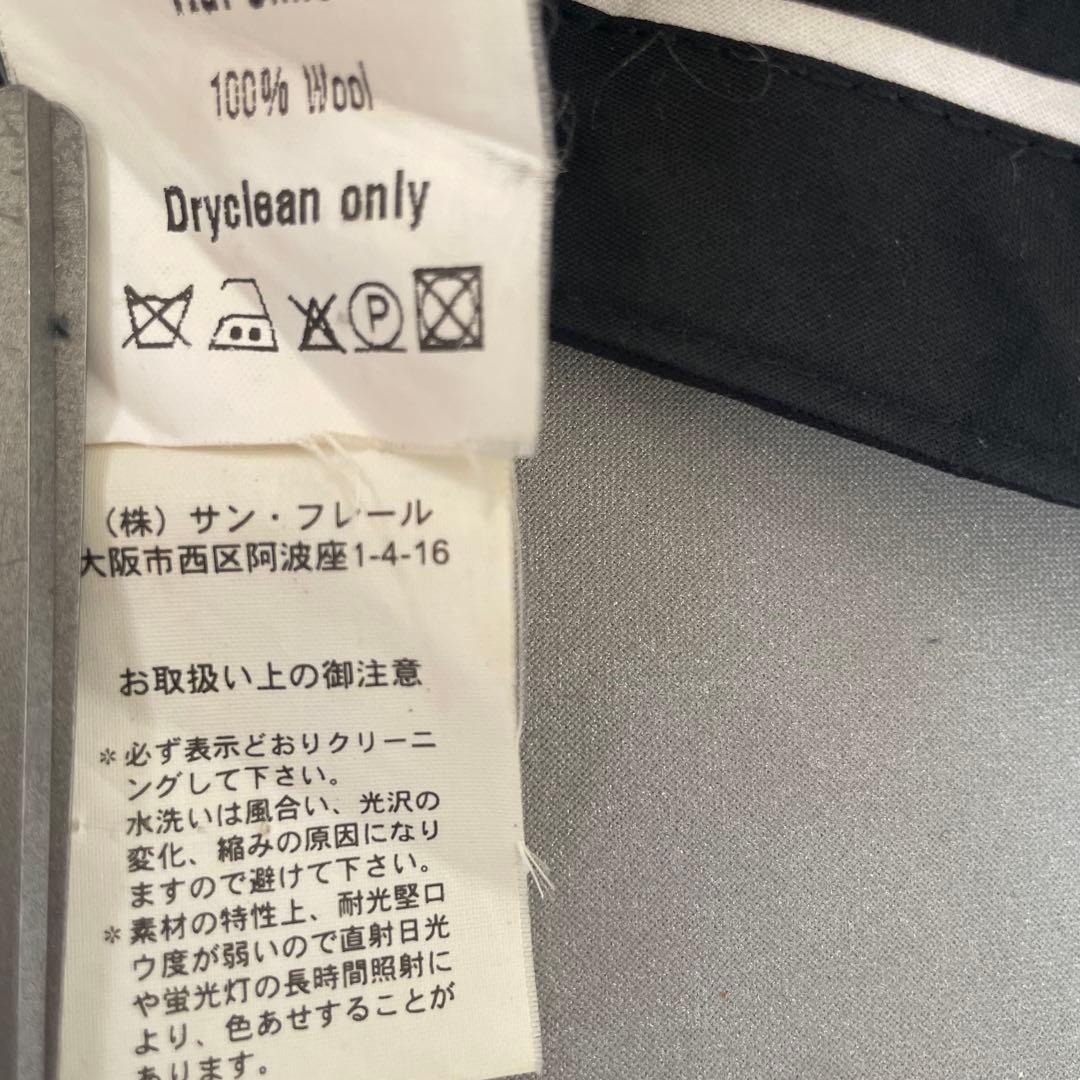 100% Wool
Dryclean only
P
（株）サン・フレール
大阪市西区阿波座1-4-16
お取扱い上の御注意
＊必ず表示どおりクリーニ
ングして下さい。
水洗いは風合い、光沢の
変化、縮みの原因になり
ますので避けて下さい。
＊素材の特性上、耐光堅口
ウ度が弱いので直射日光
や蛍光灯の長時間照射に
より、色あせすることが
あります。